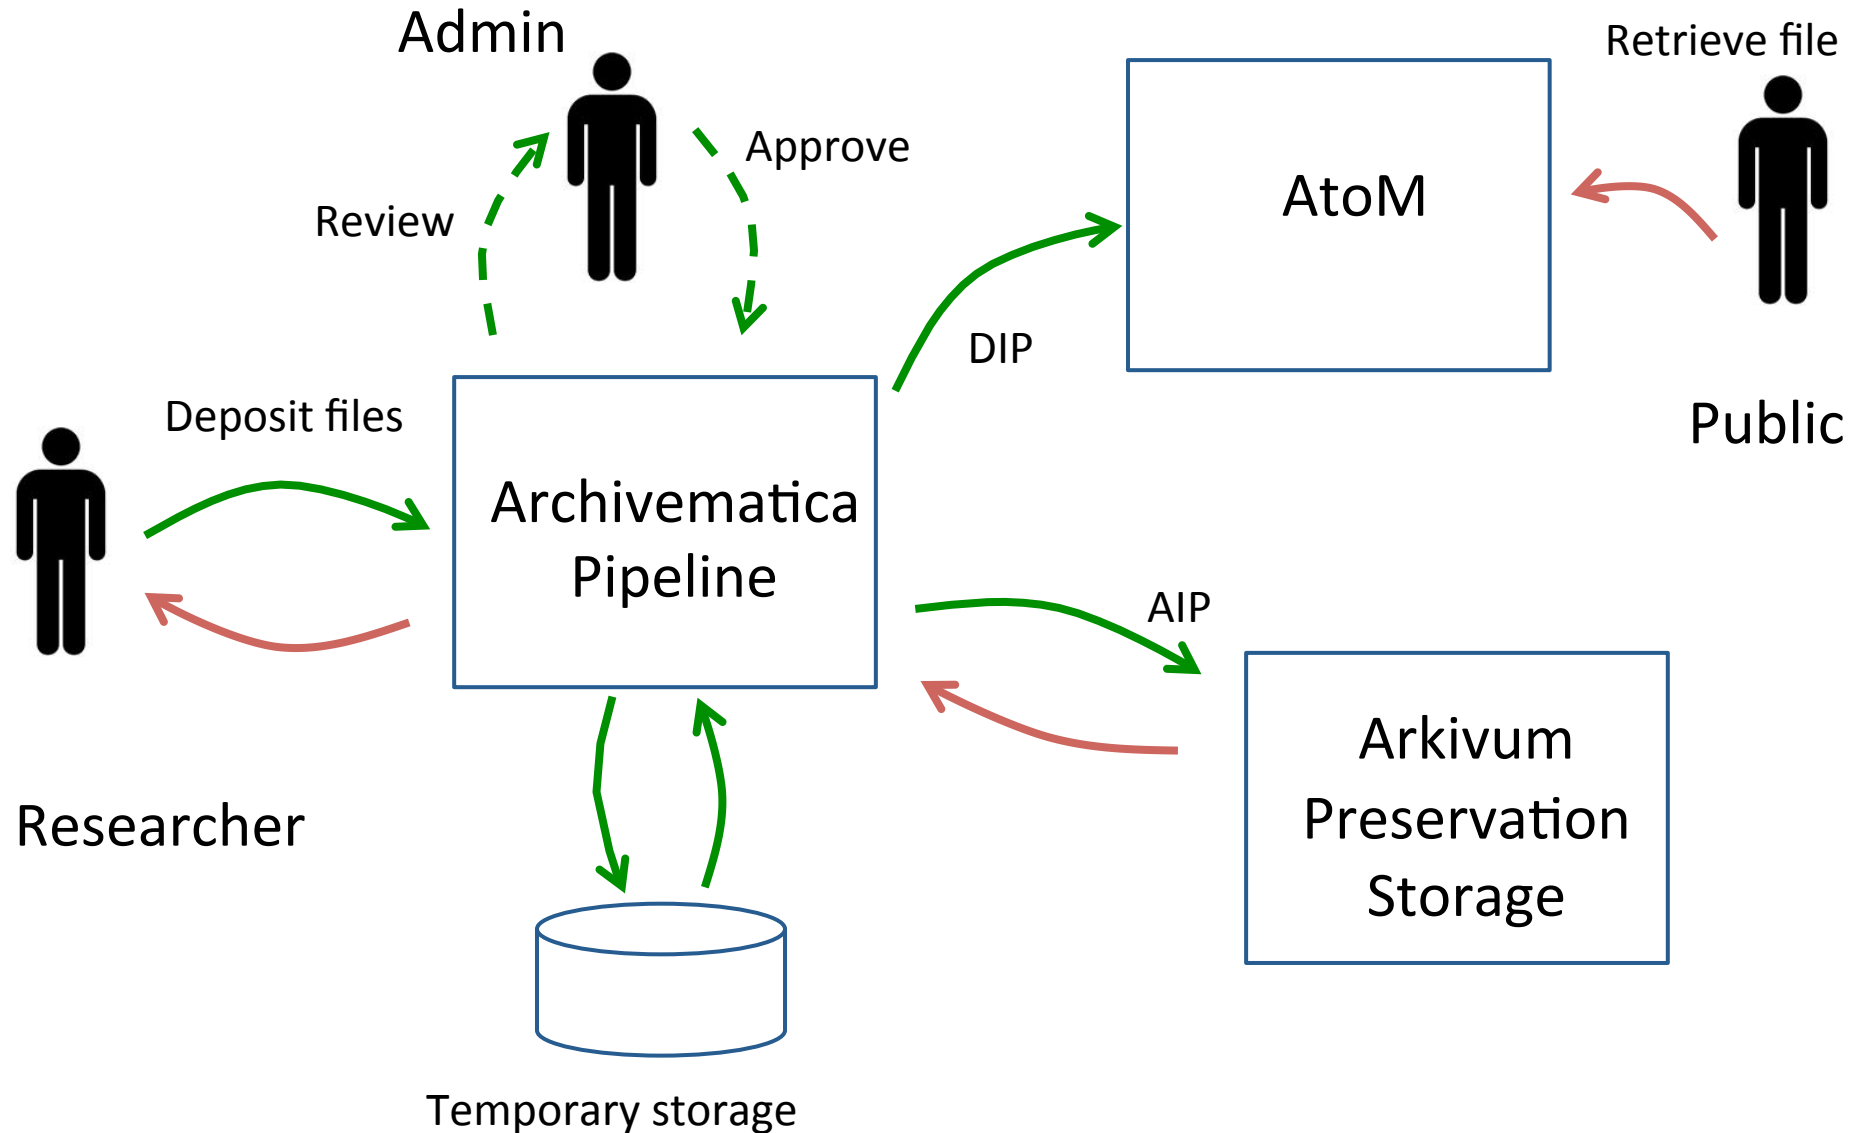 Admin
Retrieve file
Approve
Review
AtoM
DIP
Deposit files
Public
Archivematica
Pipeline
AIP
Arkivum
Preservation
Storage
Researcher
Temporary storage